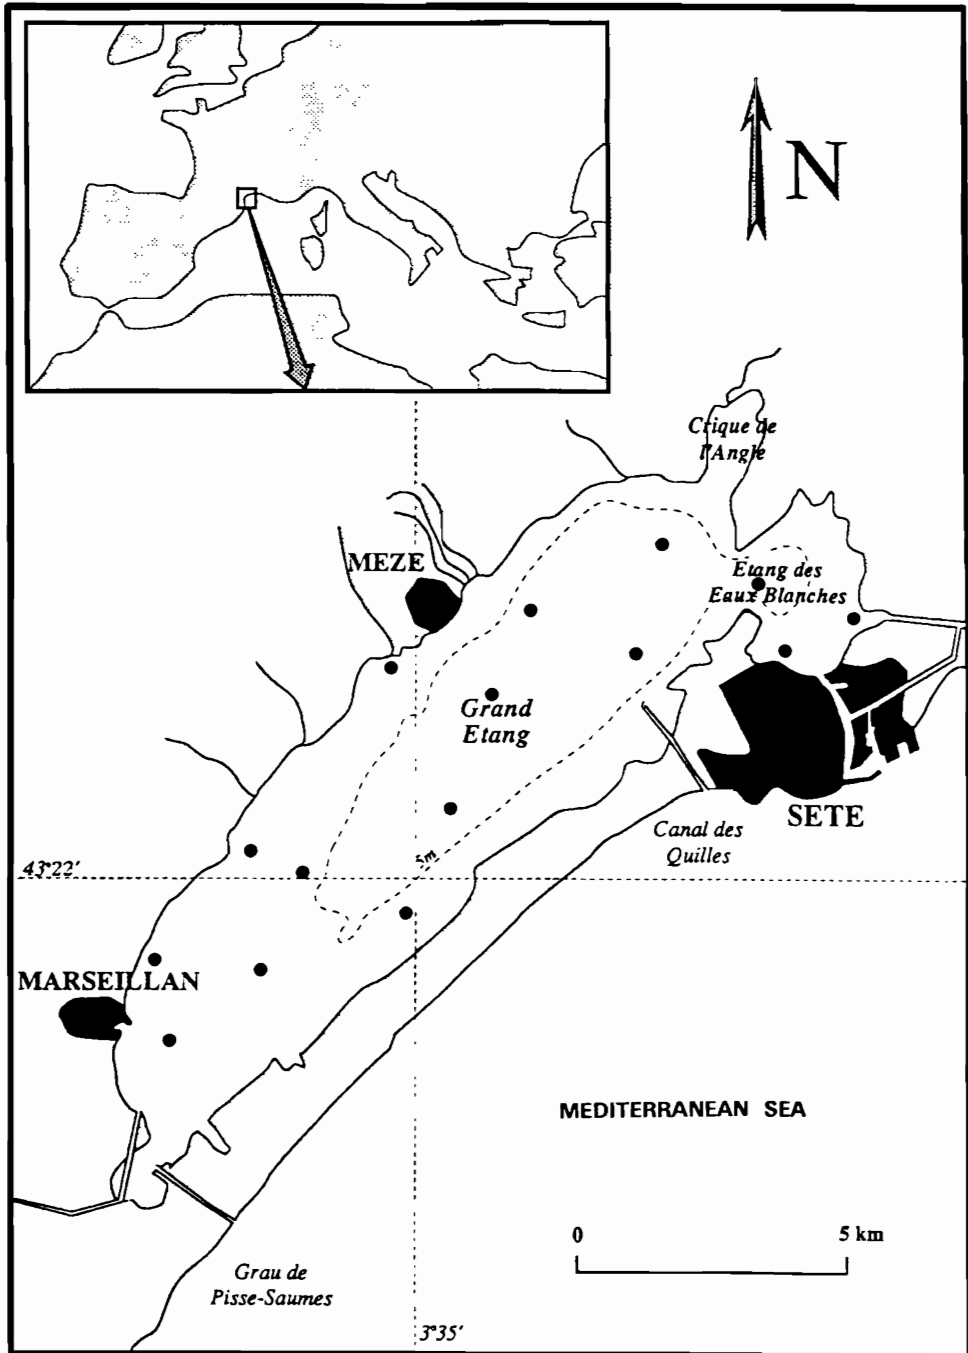 N
Crique de
l'Angle
MEZE
Etang des
Eaux Blanches
Grand
Etang
SETE
Canal des
Quilles
5m
43°22'
MARSEILLAN
MEDITERRANEAN SEA
0 5 km
Grau de
Pisse-Saumes
3°35'